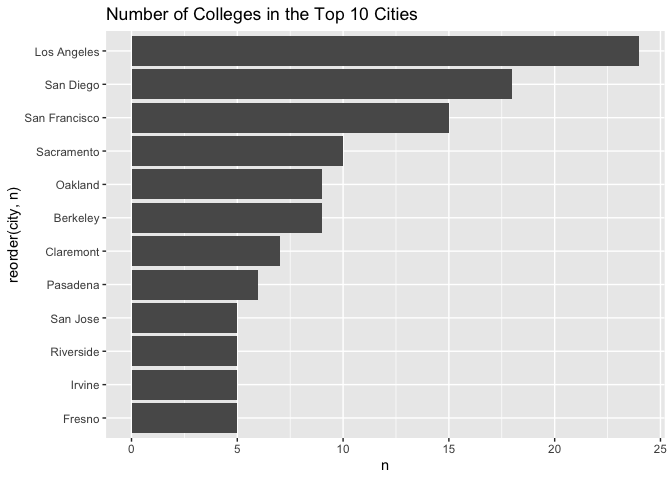 Number of Colleges in the Top 10 Cities
reorder(city, n)
Los Angeles
San Diego
San Francisco
Sacramento
Oakland
Berkeley
Claremont
Pasadena
San Jose
Riverside
Irvine
Fresno
0 5 10 15 20 25
n